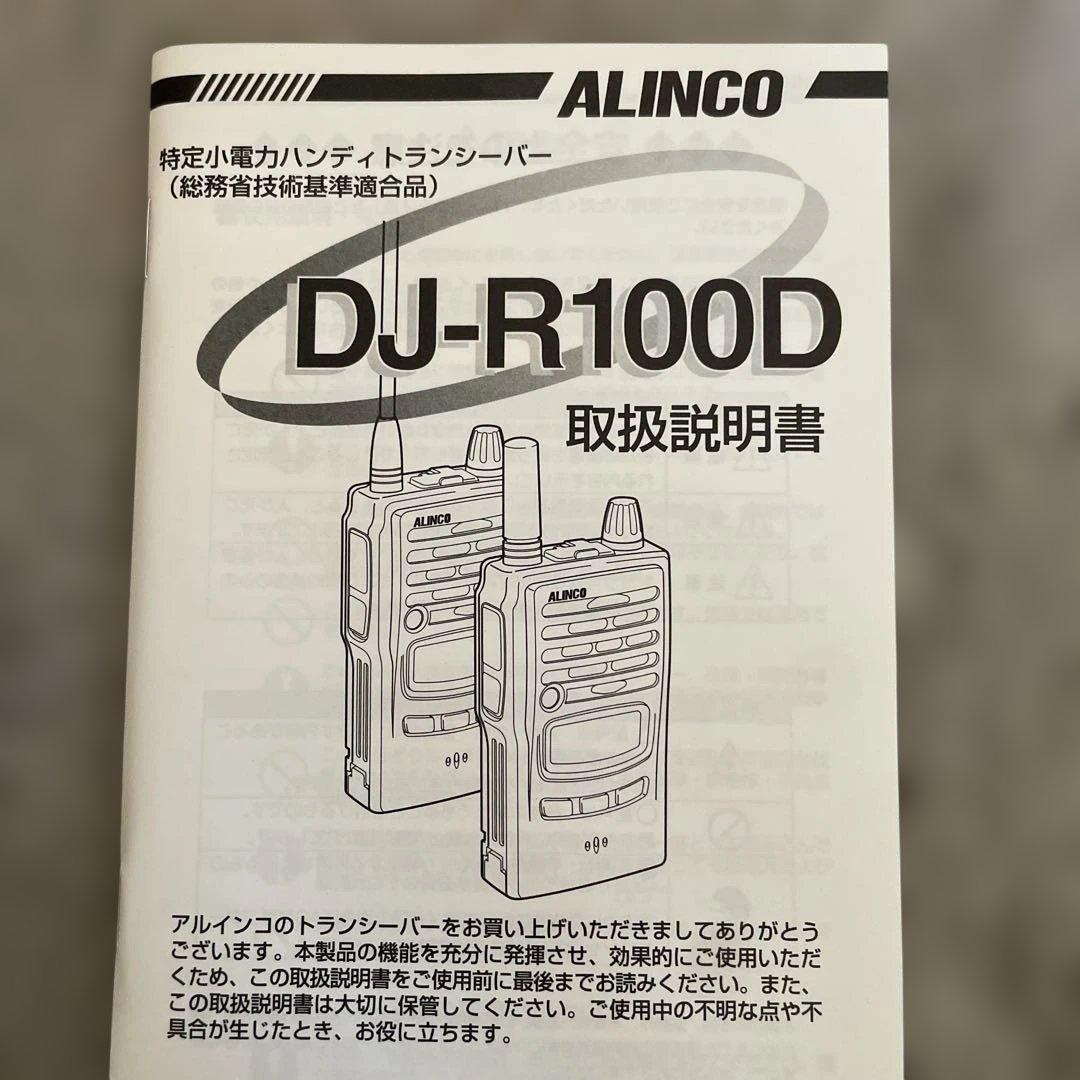 ALINCO
特定小電力ハンディトランシーバー
（総務省技術基準適合品）
DJ-R100D
取扱説明書
ALINCO
ALINCO
アルインコのトランシーバーをお買い上げいただきましてありがとう
ございます。本製品の機能を充分に発揮させ、効果的にご使用いただ
くため、この取扱説明書をご使用前に最後までお読みください。また、
この取扱説明書は大切に保管してください。ご使用中の不明な点や不
具合が生じたとき、お役に立ちます。